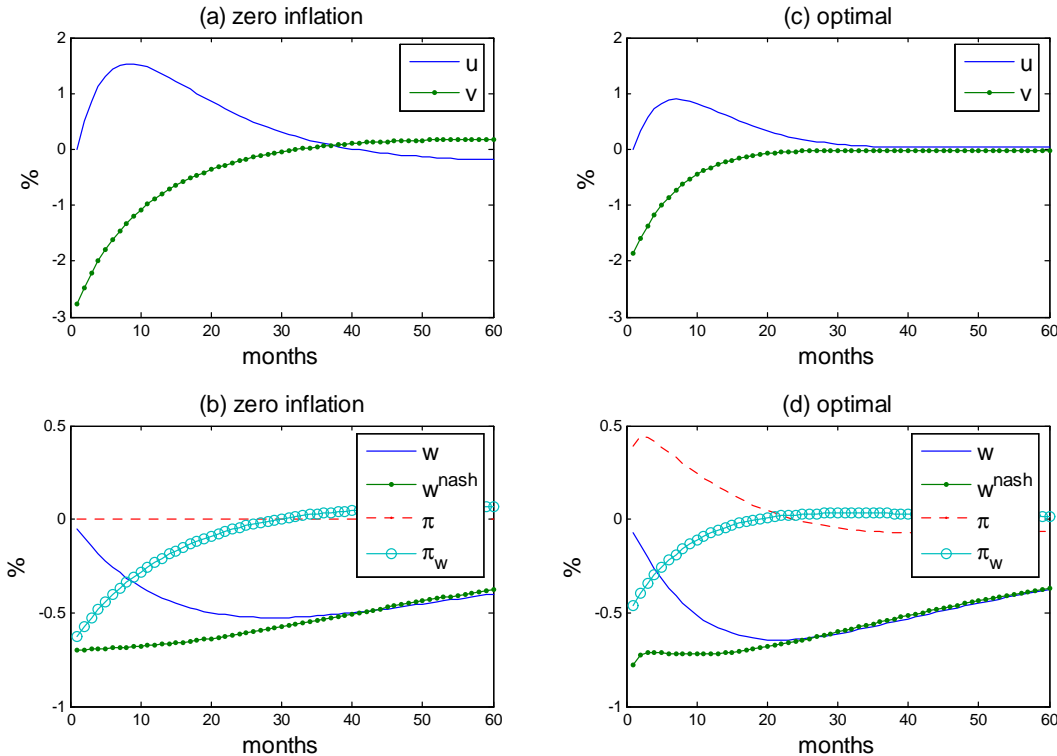 (a) zero inflation
2
1
0
-1
-2
-3
%
0 10 20 30 40 50 60
months
u
v
(c) optimal
2
1
0
-1
-2
-3
%
0 10 20 30 40 50 60
months
u
v
(b) zero inflation
0.5
0
-0.5
-1
%
0 10 20 30 40 50 60
months
w
w^nash
π
π_w
(d) optimal
0.5
0
-0.5
-1
%
0 10 20 30 40 50 60
months
w
w^nash
π
π_w